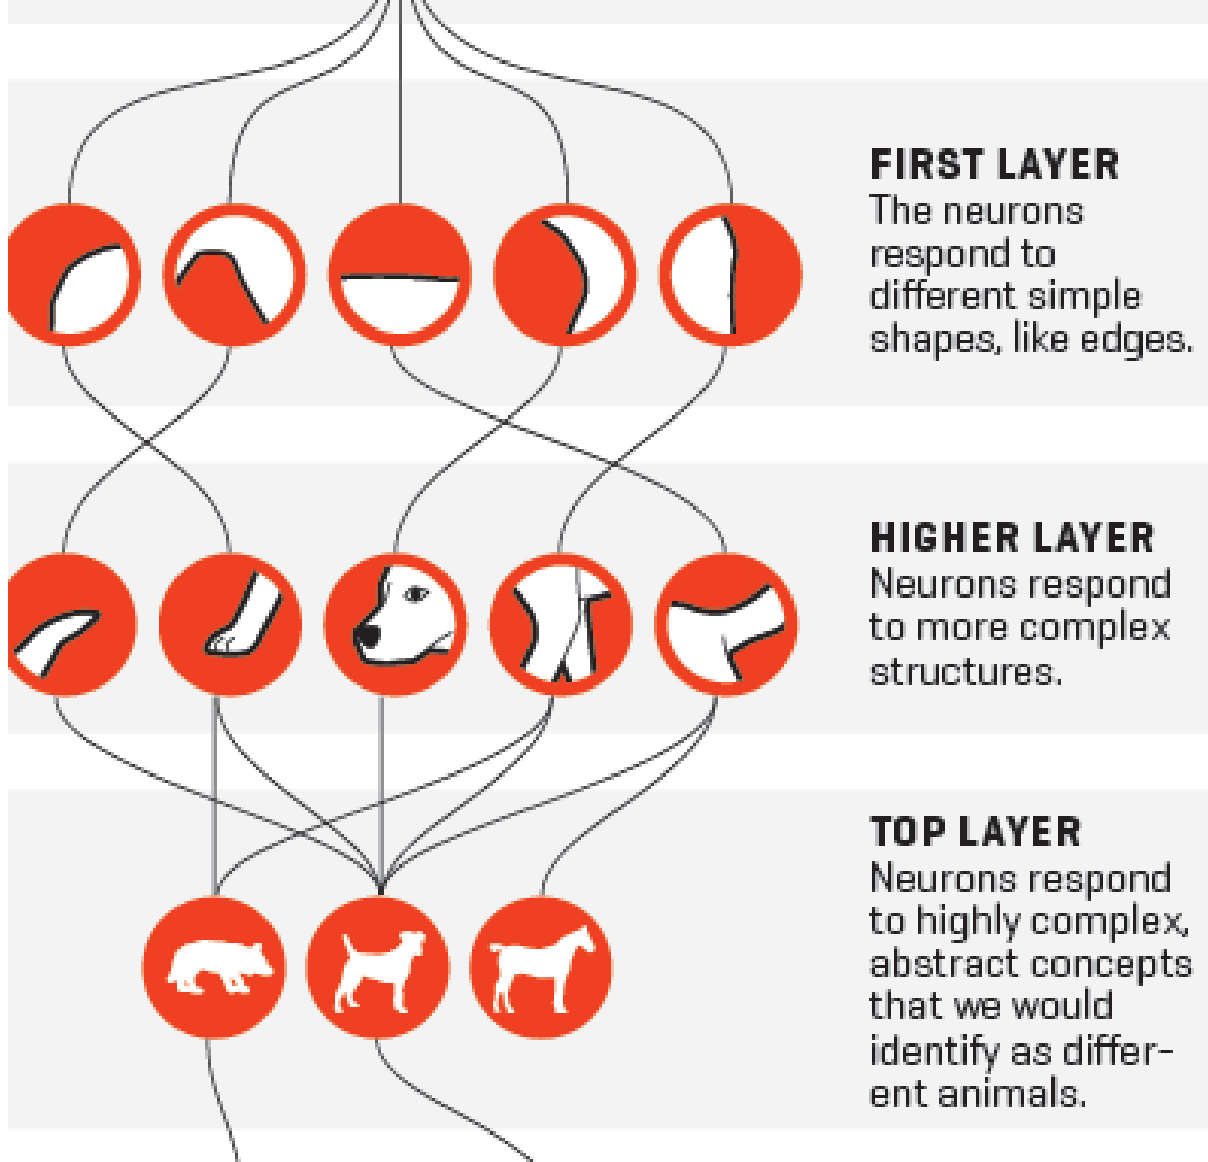 FIRST LAYER
The neurons
respond to
different simple
shapes, like edges.
HIGHER LAYER
Neurons respond
to more complex
structures.
TOP LAYER
Neurons respond
to highly complex,
abstract concepts
that we would
identify as differ-
ent animals.